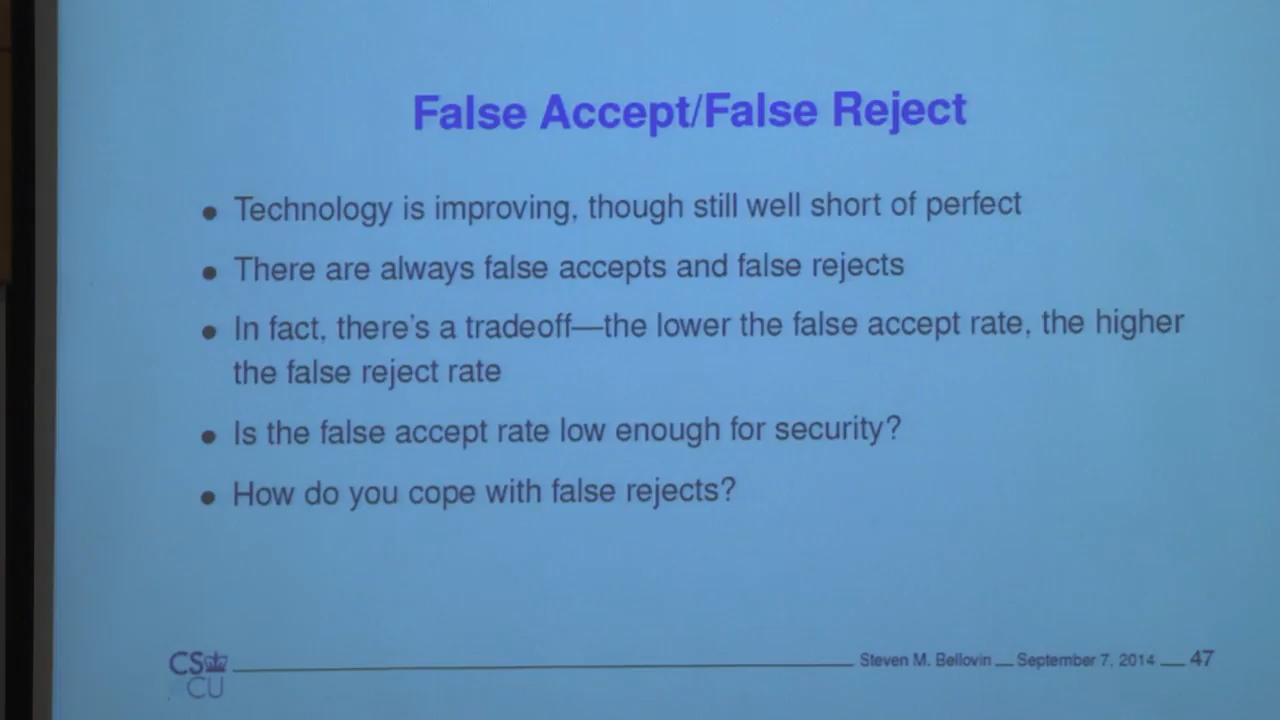 False Accept/False Reject
• Technology is improving, though still well short of perfect
• There are always false accepts and false rejects
• In fact, there's a tradeoff—the lower the false accept rate, the higher
the false reject rate
• Is the false accept rate low enough for security?
• How do you cope with false rejects?
CS
CU
Steven M. Bellovin __ September 7, 2014 __ 47